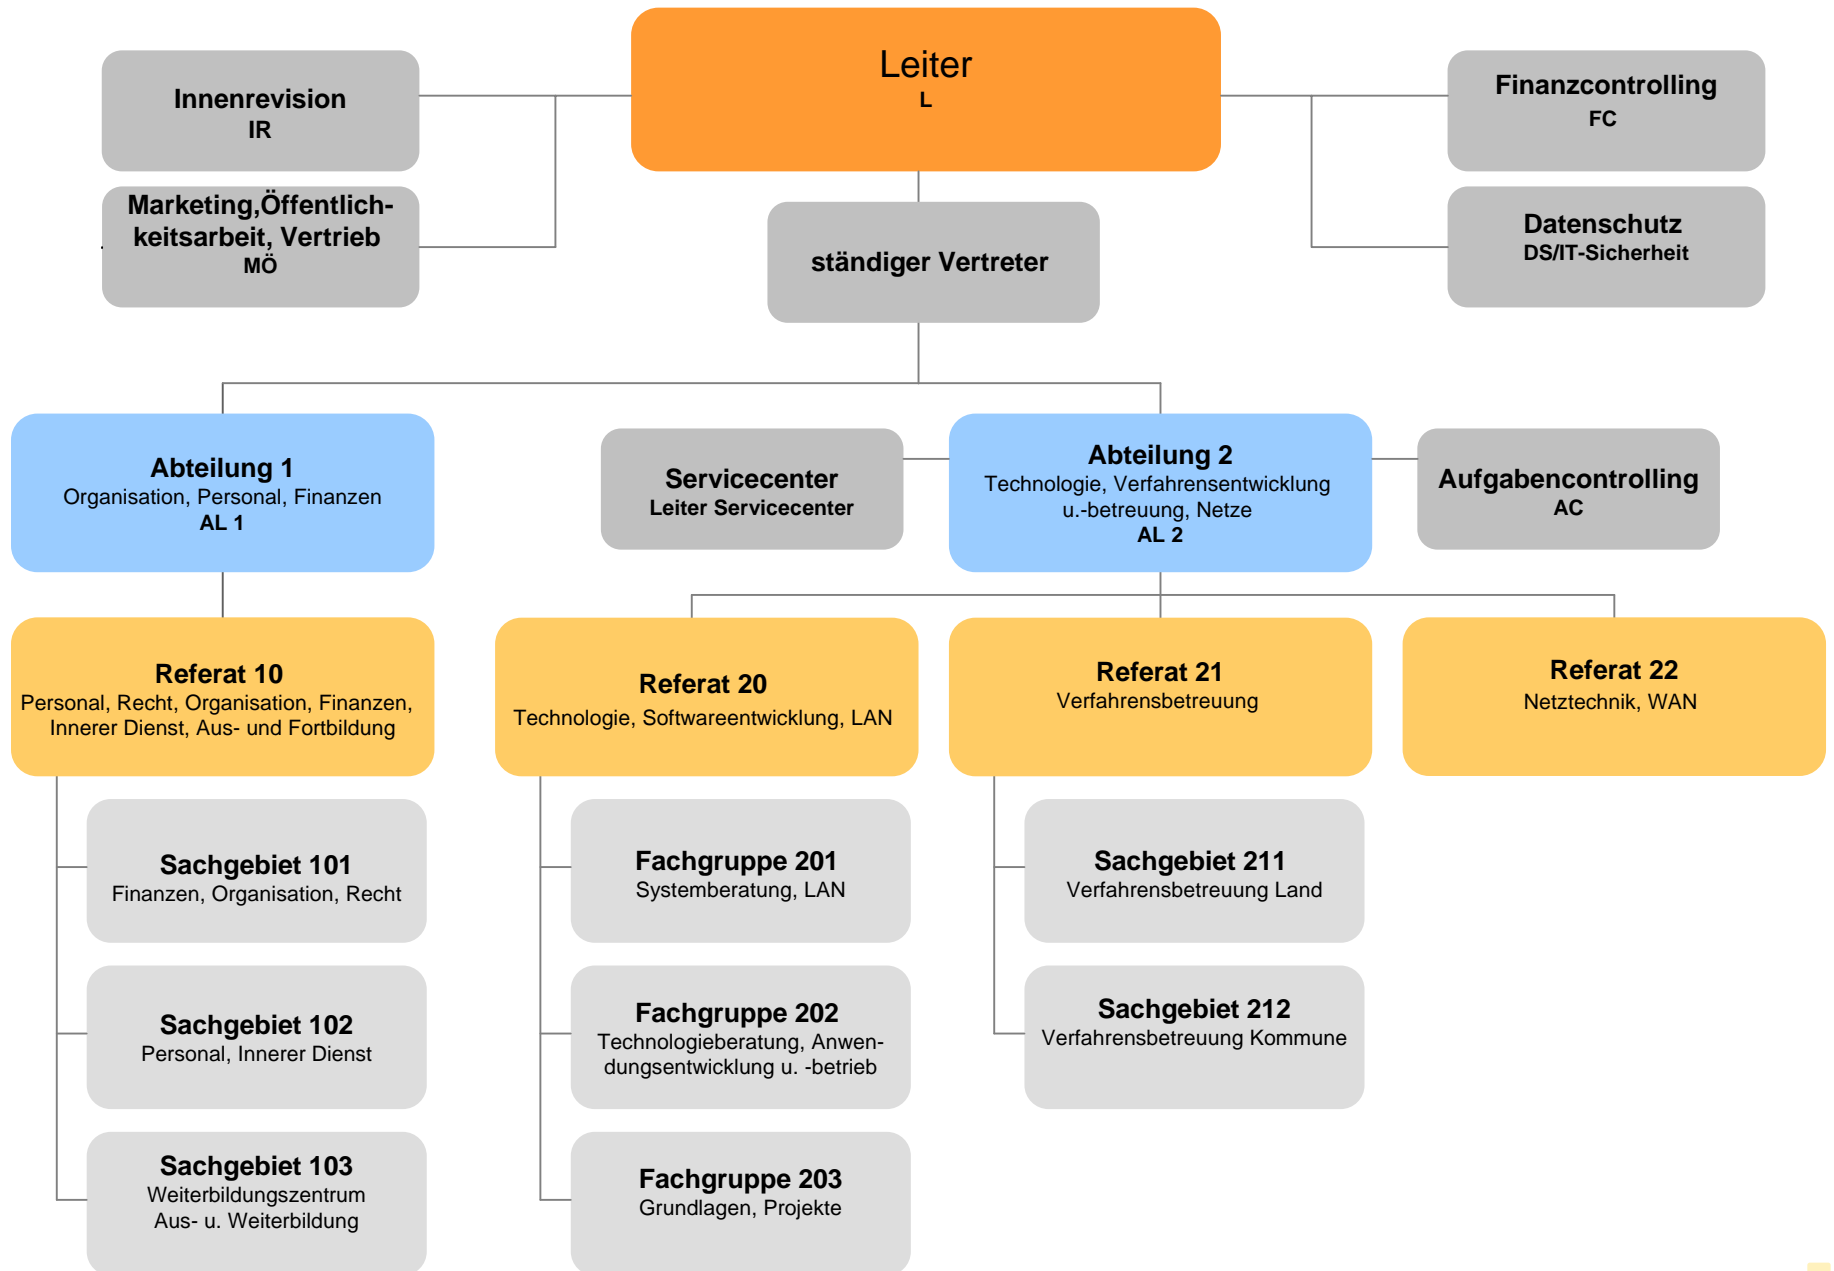 Leiter
L
Innenrevision
IR
Finanzcontrolling
FC
Marketing,Öffentlich-
keitsarbeit, Vertrieb
MÖ
ständiger Vertreter
Datenschutz
DS/IT-Sicherheit
Abteilung 1
Organisation, Personal, Finanzen
AL 1
Servicecenter
Leiter Servicecenter
Abteilung 2
Technologie, Verfahrensentwicklung
u.-betreuung, Netze
AL 2
Aufgabencontrolling
AC
Referat 10
Personal, Recht, Organisation, Finanzen,
Innerer Dienst, Aus- und Fortbildung
Referat 20
Technologie, Softwareentwicklung, LAN
Referat 21
Verfahrensbetreuung
Referat 22
Netztechnik, WAN
Sachgebiet 101
Finanzen, Organisation, Recht
Fachgruppe 201
Systemberatung, LAN
Sachgebiet 211
Verfahrensbetreuung Land
Sachgebiet 102
Personal, Innerer Dienst
Fachgruppe 202
Technologieberatung, Anwen-
dungsentwicklung u. -betrieb
Sachgebiet 212
Verfahrensbetreuung Kommune
Sachgebiet 103
Weiterbildungszentrum
Aus- u. Weiterbildung
Fachgruppe 203
Grundlagen, Projekte